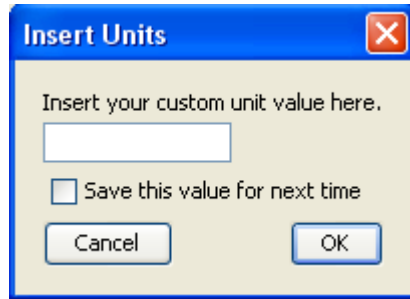 Insert Units
Insert your custom unit value here.
Save this value for next time
Cancel OK